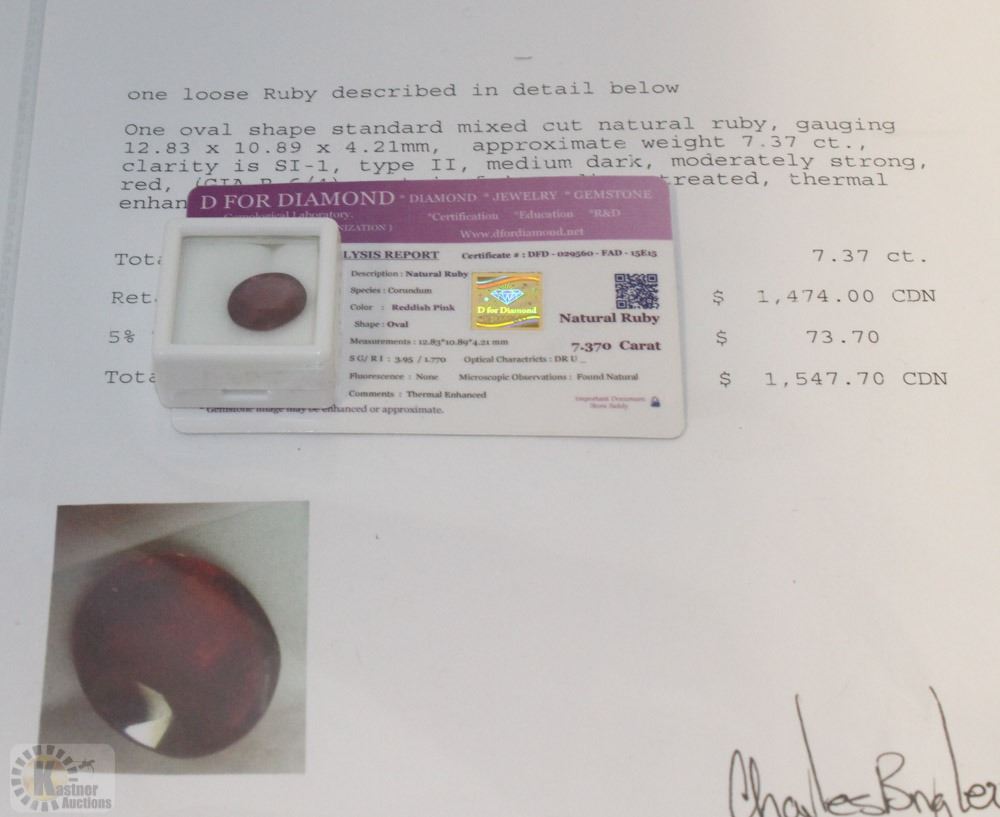 one loose Ruby described in detail below
One oval shape standard mixed cut natural ruby, gauging
12.83 x 10.89 x 4.21mm, approximate weight 7.37 ct.,
clarity is SI-1, type II, medium dark, moderately strong,
red, treated, thermal
enhan
D FOR DIAMOND * DIAMOND * JEWELRY * GEMSTONE
Gemological Laboratory. *Certification *Education *R&D
NIZATION ) Www.dfordiamond.net
LYSIS REPORT Certificate # : DFD - 029560 - FAD - 15E15
Description : Natural Ruby
Species : Corundum
Color : Reddish Pink
Shape : Oval
D for Diamond
Natural Ruby
Measurements : 12.83*10.89*4.21 mm
7.370 Carat
S G/ R I : 3.95 / 1.770 Optical Charactricts : DR U _
Fluorescence : None Microscopic Observations : Found Natural
Comments : Thermal Enhanced
Important Document
Store Safely
* Gemstone image may be enhanced or approximate.
Tota 7.37 ct.
Ret. $ 1,474.00 CDN
5% $ 73.70
Tota $ 1,547.70 CDN
Kastner
Auctions